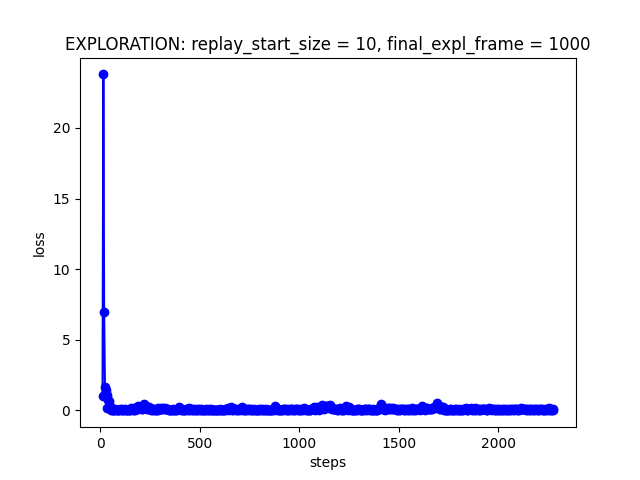 EXPLORATION: replay_start_size = 10, final_expl_frame = 1000
20
15
10
5
0
loss
0 500 1000 1500 2000
steps